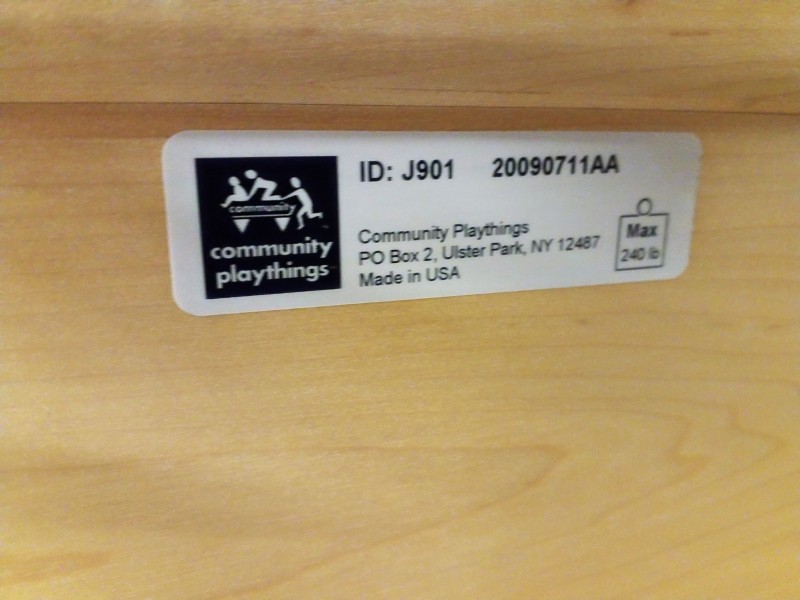 community
community
playthings
ID: J901 20090711AA
Community Playthings
PO Box 2, Ulster Park, NY 12487
Made in USA
Max
240 lb